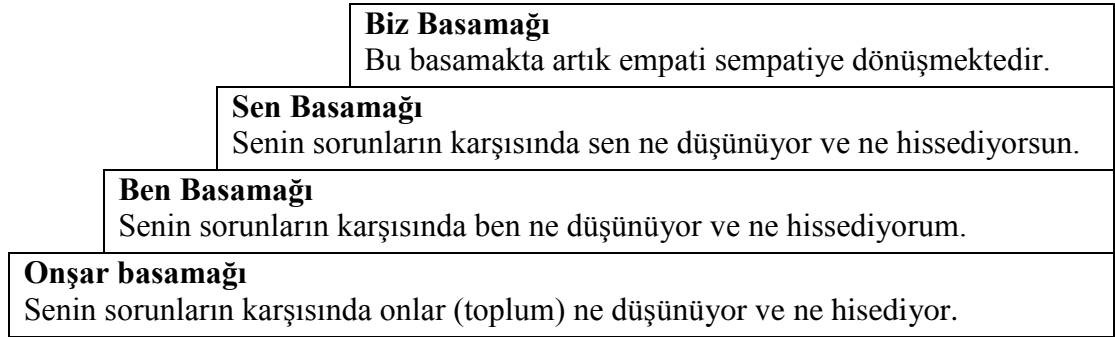 Biz Basamağı
Bu basamakta artık empati sempatiye dönüşmektedir.
Sen Basamağı
Senin sorunların karşısında sen ne düşünüyor ve ne hissediyorsun.
Ben Basamağı
Senin sorunların karşısında ben ne düşünüyor ve ne hissediyorum.
Onşar basamağı
Senin sorunların karşısında onlar (toplum) ne düşünüyor ve ne hisediyor.